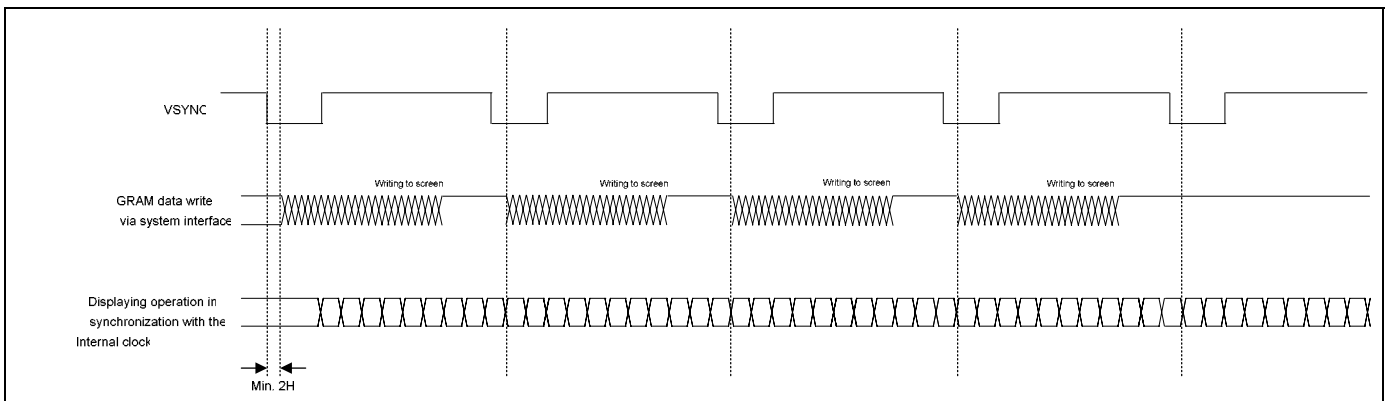 VSYNC
Writing to screen
Writing to screen
Writing to screen
Writing to screen
GRAM data write
via system interface
Displaying operation in
synchronization with the
Internal clock
Min. 2H